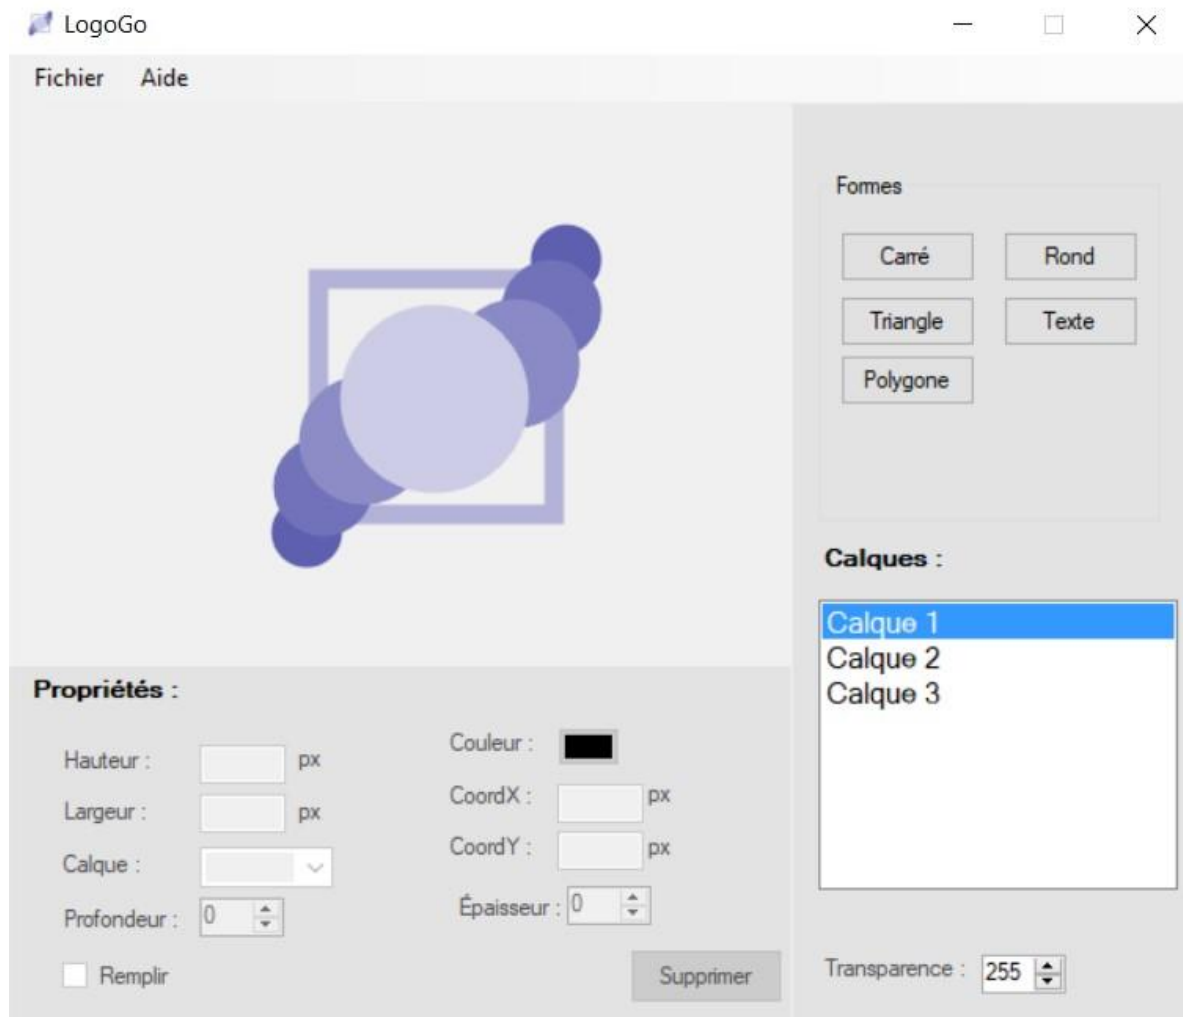 LogoGo
Fichier Aide
Formes
Carré Rond
Triangle Texte
Polygone
Calques :
Calque 1
Calque 2
Calque 3
Transparence : 255
Propriétés :
Hauteur : px
Largeur : px
Calque :
Profondeur : 0
Remplir
Couleur :
CoordX : px
CoordY : px
Épaisseur : 0
Supprimer